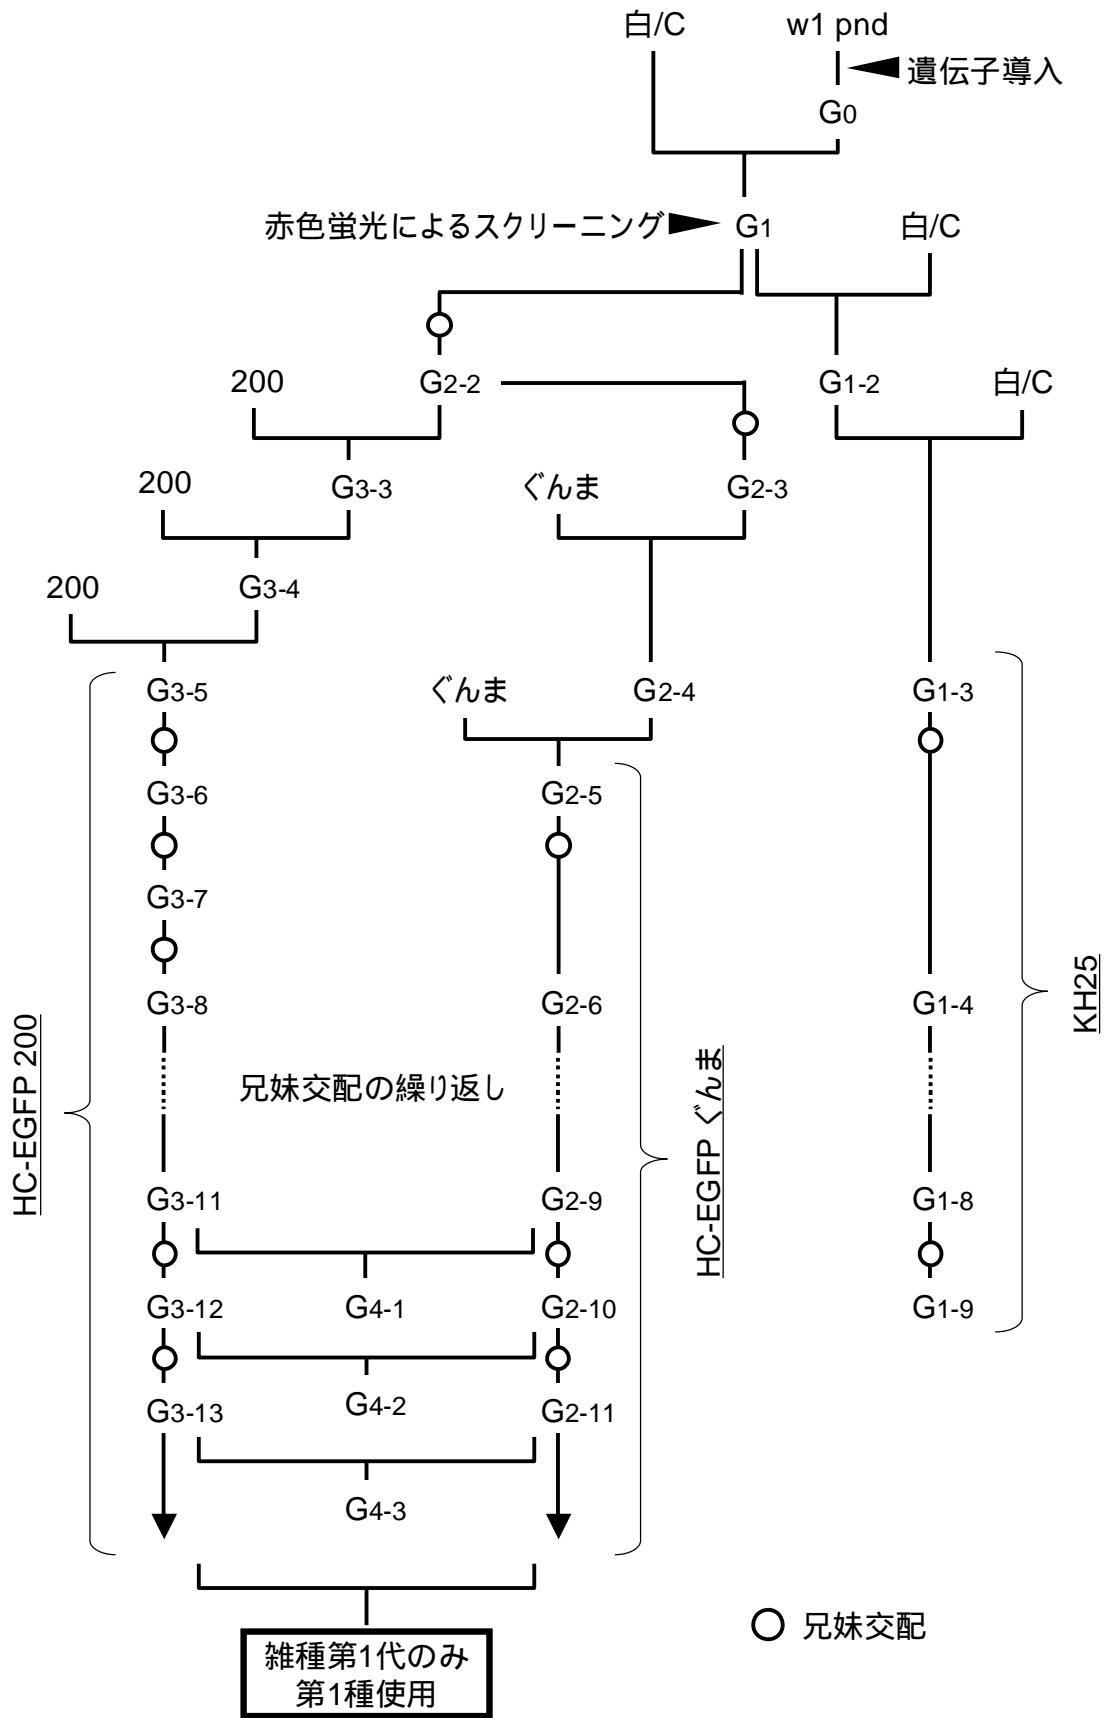 白/C
w1 pnd
遺伝子導入
G0
赤色蛍光によるスクリーニング
G1
白/C
200
G2-2
G1-2
白/C
200
G3-3
ぐんま
G2-3
200
G3-4
G3-5
ぐんま
G2-4
G1-3
G3-6
G2-5
G3-7
G3-8
G2-6
G1-4
KH25
HC-EGFP 200
兄妹交配の繰り返し
HC-EGFP ぐんま
G3-11
G2-9
G1-8
G3-12
G4-1
G2-10
G1-9
G3-13
G4-2
G2-11
G4-3
兄妹交配
雑種第1代のみ
第1種使用